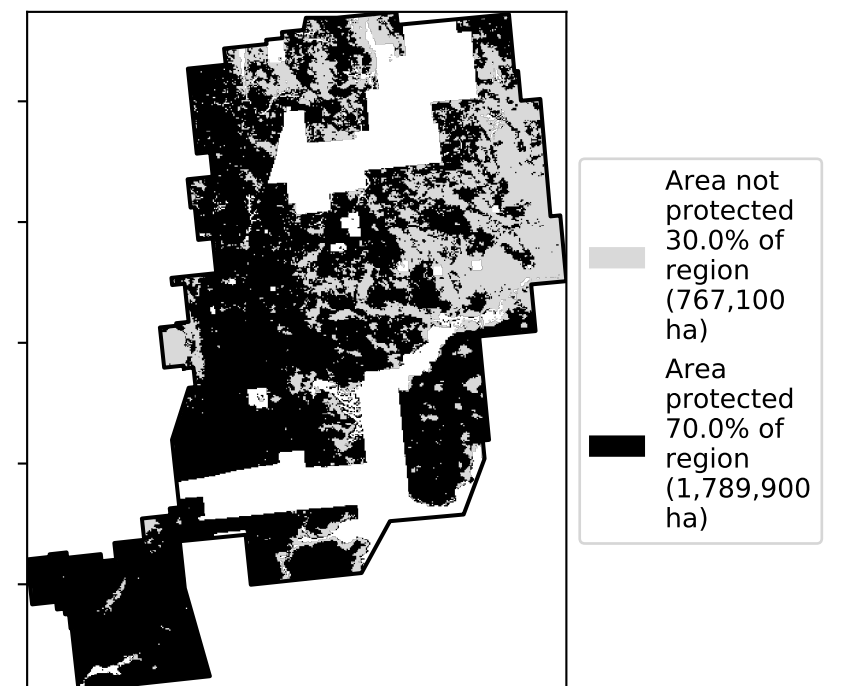 Area not
protected
30.0% of
region
(767,100
ha)
Area
protected
70.0% of
region
(1,789,900
ha)